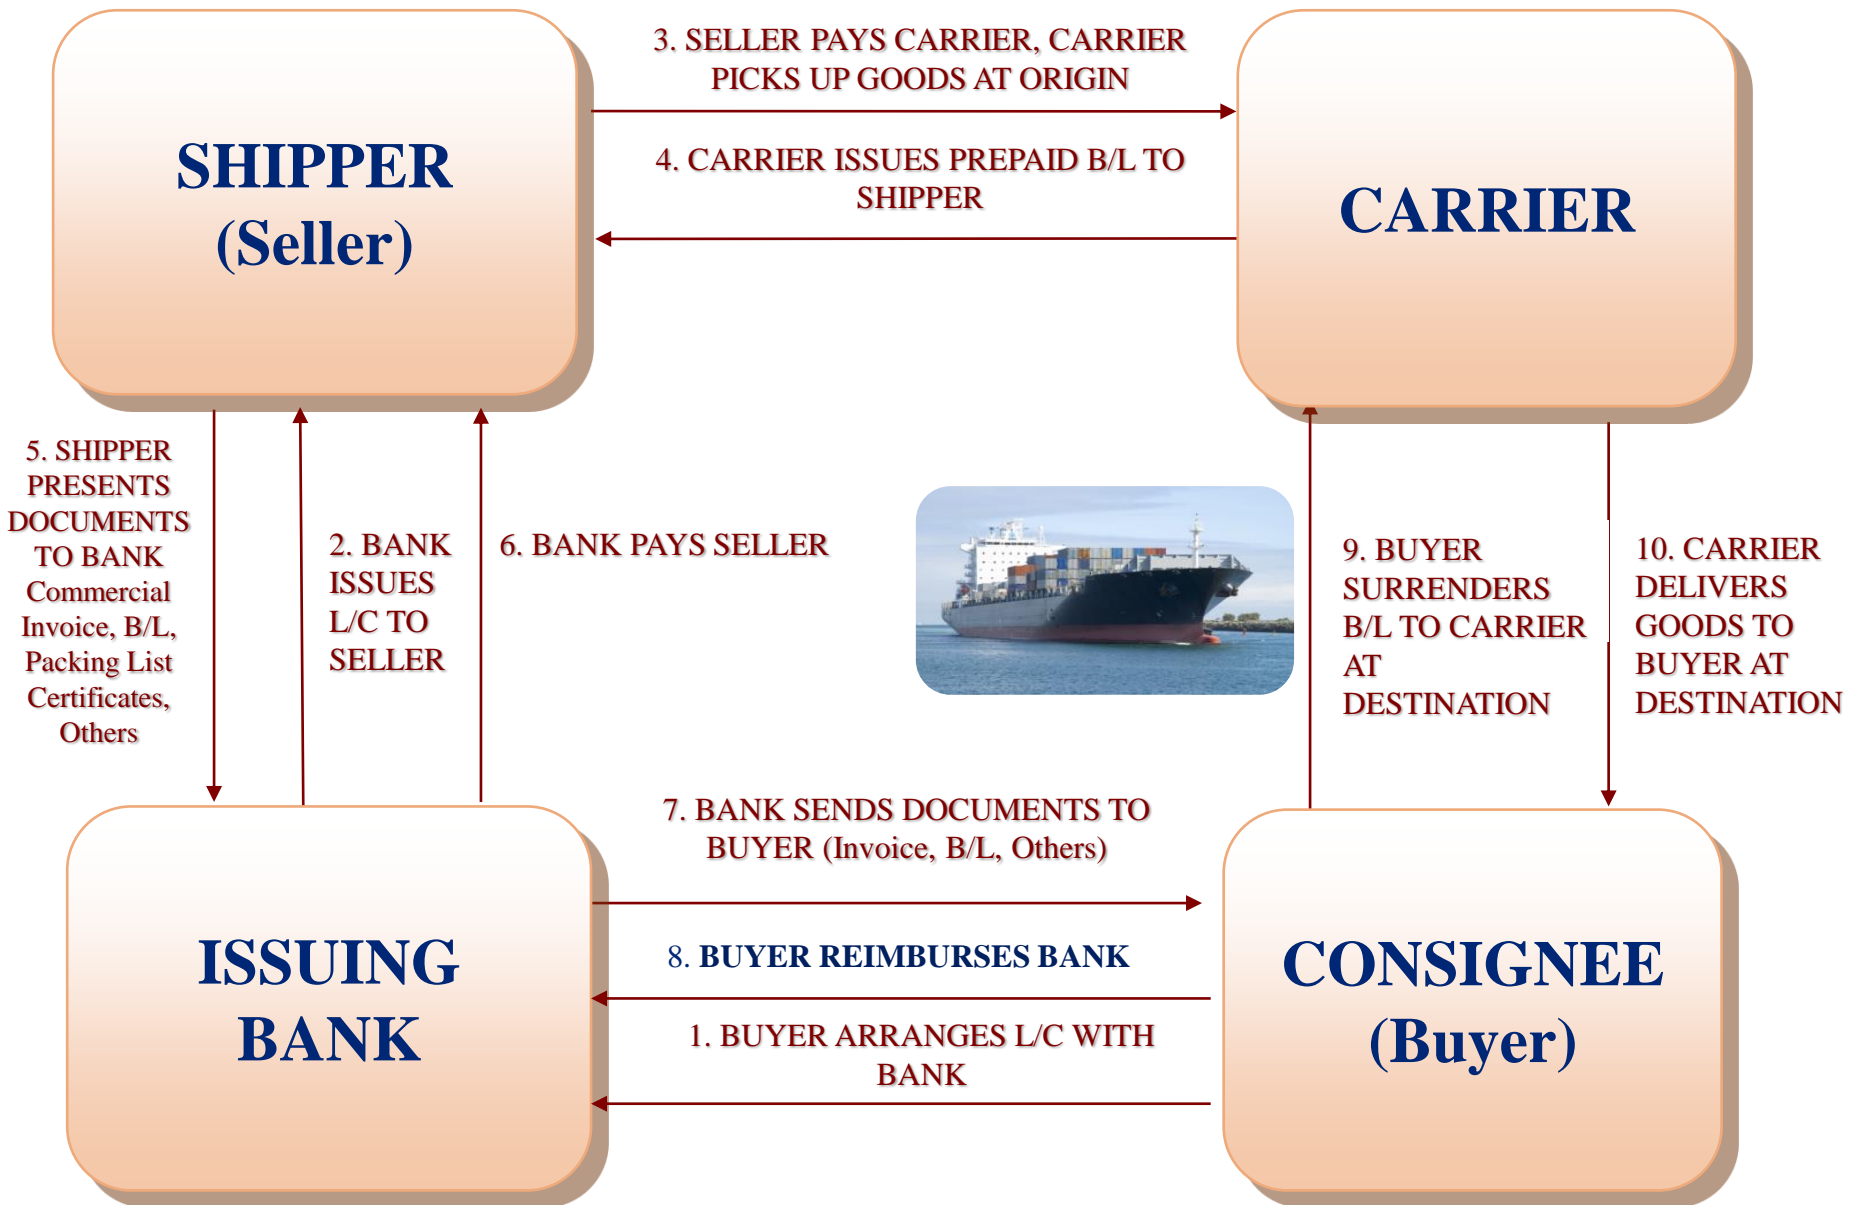 SHIPPER
(Seller)
3. SELLER PAYS CARRIER, CARRIER
PICKS UP GOODS AT ORIGIN
4. CARRIER ISSUES PREPAID B/L TO
SHIPPER
CARRIER
5. SHIPPER
PRESENTS
DOCUMENTS
TO BANK
Commercial
Invoice, B/L,
Packing List
Certificates,
Others
2. BANK
ISSUES
L/C TO
SELLER
6. BANK PAYS SELLER
9. BUYER
SURRENDERS
B/L TO CARRIER
AT
DESTINATION
10. CARRIER
DELIVERS
GOODS TO
BUYER AT
DESTINATION
ISSUING
BANK
7. BANK SENDS DOCUMENTS TO
BUYER (Invoice, B/L, Others)
8. BUYER REIMBURSES BANK
1. BUYER ARRANGES L/C WITH
BANK
CONSIGNEE
(Buyer)